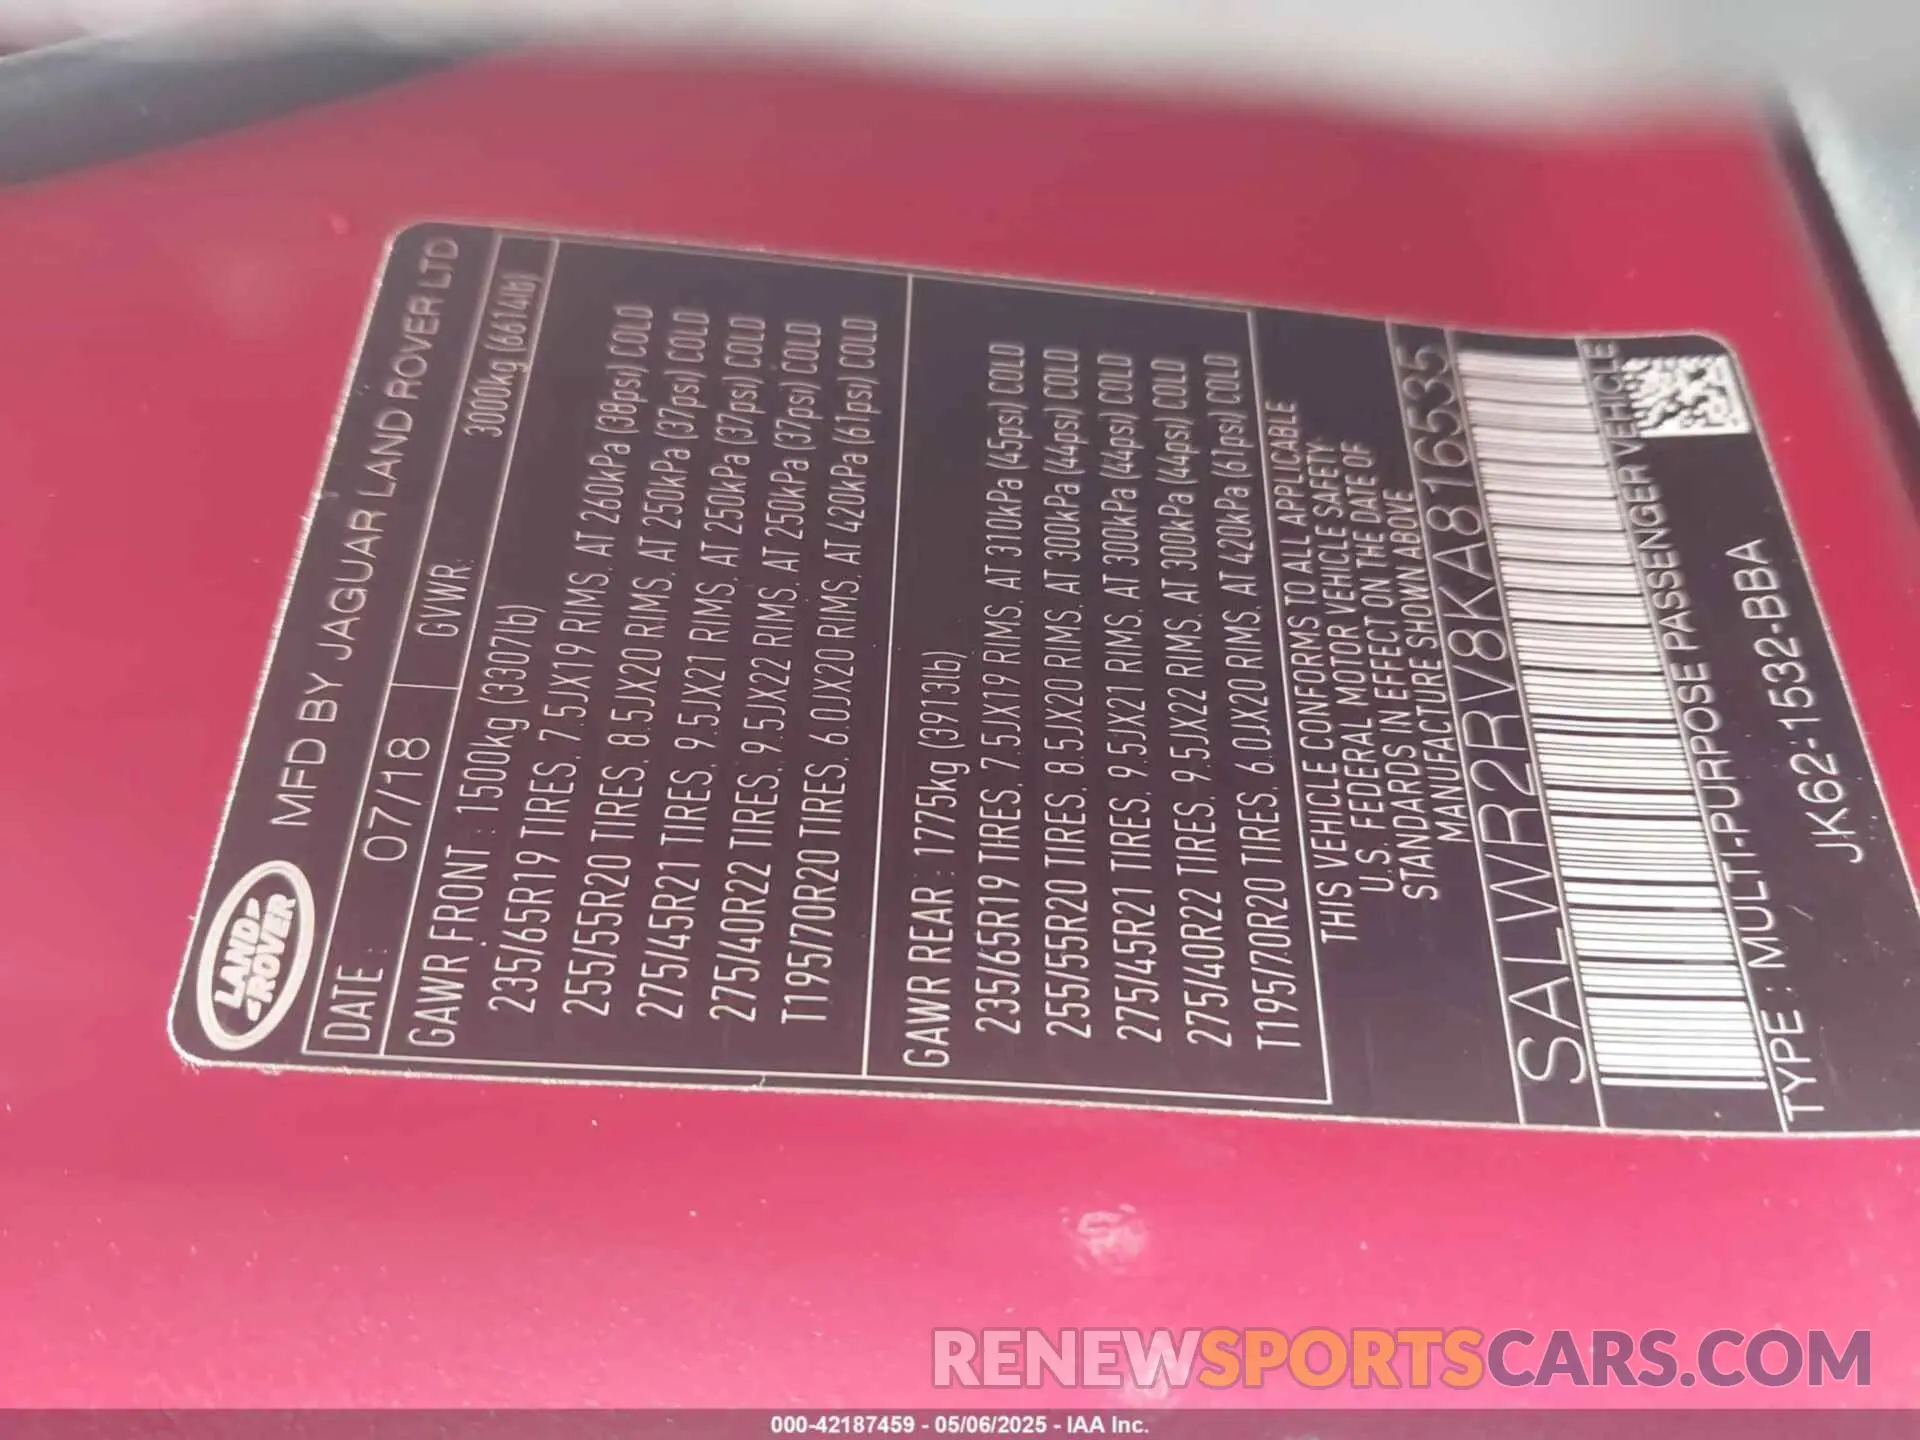 LAND ROVER
MFD BY JAGUAR LAND ROVER LTD
DATE : 07/18 GVWR: 3000kg (6614lb)
GAWR FRONT : 1500kg (3307lb)
235/65R19 TIRES, 7.5JX19 RIMS, AT 260kPa (38psi) COLD
255/55R20 TIRES, 8.5JX20 RIMS, AT 250kPa (37psi) COLD
275/45R21 TIRES, 9.5JX21 RIMS, AT 250kPa (37psi) COLD
275/40R22 TIRES, 9.5JX22 RIMS, AT 250kPa (37psi) COLD
T195/70R20 TIRES, 6.0JX20 RIMS, AT 420kPa (61psi) COLD
GAWR REAR : 1775kg (3913lb)
235/65R19 TIRES, 7.5JX19 RIMS, AT 310kPa (45psi) COLD
255/55R20 TIRES, 8.5JX20 RIMS, AT 300kPa (44psi) COLD
275/45R21 TIRES, 9.5JX21 RIMS, AT 300kPa (44psi) COLD
275/40R22 TIRES, 9.5JX22 RIMS, AT 300kPa (44psi) COLD
T195/70R20 TIRES, 6.0JX20 RIMS, AT 420kPa (61psi) COLD
THIS VEHICLE CONFORMS TO ALL APPLICABLE
U.S. FEDERAL MOTOR VEHICLE SAFETY
STANDARDS IN EFFECT ON THE DATE OF
MANUFACTURE SHOWN ABOVE
SALWR2RV8KA816535
TYPE : MULTI-PURPOSE PASSENGER VEHICLE
JK62-1532-BBA
RENEWSPORTSCARS.COM
000-42187459 - 05/06/2025 - IAA Inc.